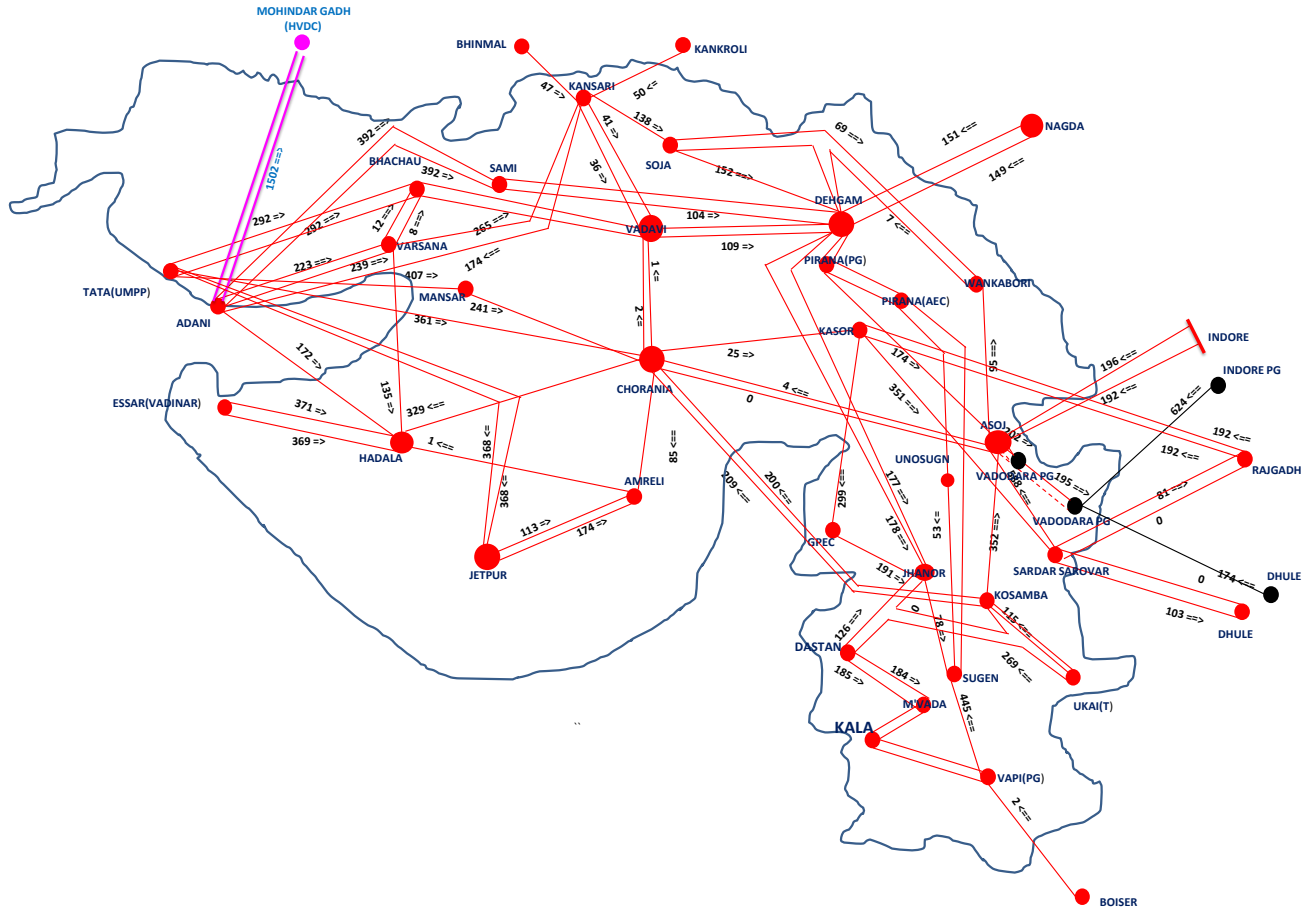 MOHINDAR GADH
(HVDC)
BHINMAL
KANKROLI
KANSARI
47 =>
50 <=
41 =>
138 =>
69 ==>
151 <==
NAGDA
392 ==>
1502 ==>
BHACHAU
SAMI
36 =>
SOJA
152 ==>
149 <==
392 ==>
DEHGAM
292 =>
292 ==>
12 ==>
8 ==>
265 ==>
VADAVI
104 =>
109 =>
7 <==
VARSANA
223 ==>
239 ==>
407 =>
174 <==
1 <==
PIRANA(PG)
WANKABORI
TATA(UMPP)
MANSAR
PIRANA(AEC)
ADANI
241 =>
361 =>
2 <==
KASOR
INDORE
172 =>
25 =>
174 =>
95 ==>
196 <==
INDORE PG
135 =>
CHORANIA
4 <==
0
351 <==
192 <==
624 <==
ESSAR(VADINAR)
371 =>
329 <==
369 =>
1 <==
HADALA
ASOJ
202 =>
192 <==
192 <==
RAJGADH
368 <=
368 <=
85 <==
UNOSUGN
VADOBARA PG
195 ==>
AMRELI
209 <==
200 <==
299 <==
177 ==>
178 ==>
53 <=
352 ==>
VADODARA PG
81 ==>
0
113 =>
174 =>
GPEC
JETPUR
191 =>
JHANOR
SARDAR SAROVAR
0
174 <==
DHULE
KOSAMBA
103 ==>
DHULE
126 ==>
0
78 =>
115 <==
DASTAN
269 <==
185 =>
184 =>
SUGEN
UKAI(T)
M'VADA
445 <==
``
KALA
VAPI(PG)
2 <==
BOISER